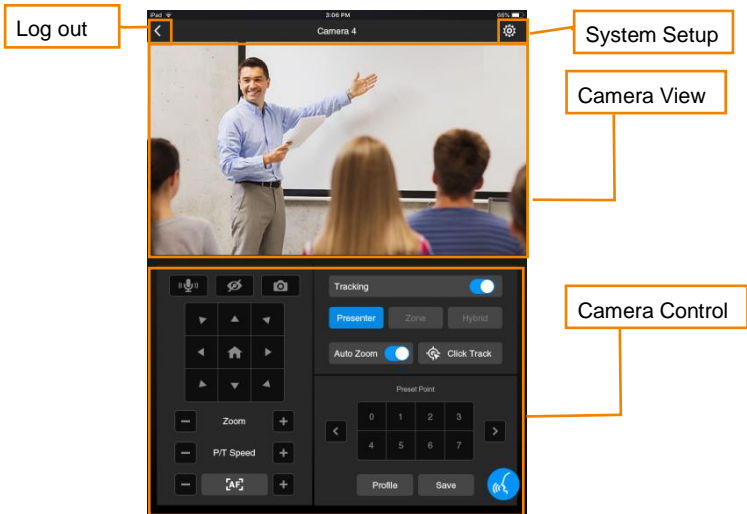 iPad 3:06 PM 66%
Log out
Camera 4
System Setup
Camera View
Tracking
Presenter Zone Hybrid
Camera Control
Auto Zoom Click Track
Preset Point
Zoom
0 1 2 3
P/T Speed
4 5 6 7
AF
Profile Save